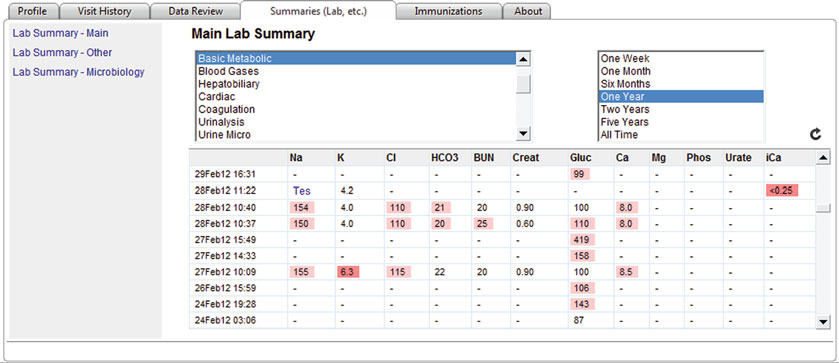 Profile Visit History Data Review Summaries (Lab, etc.) Immunizations About
Lab Summary - Main
Lab Summary - Other
Lab Summary - Microbiology
Main Lab Summary
Basic Metabolic
Blood Gases
Hepatobiliary
Cardiac
Coagulation
Urinalysis
Urine Micro
One Week
One Month
Six Months
One Year
Two Years
Five Years
All Time
Na K Cl HCO3 BUN Creat Gluc Ca Mg Phos Urate iCa
29Feb12 16:31 - - - - - - 99 - - - - -
28Feb12 11:22 Tes 4.2 - - - - - - - - - <0.25
28Feb12 10:40 154 4.0 110 21 20 0.90 100 8.0 - - - -
28Feb12 10:37 150 4.0 110 20 25 0.60 110 8.0 - - - -
27Feb12 15:49 - - - - - - 419 - - - - -
27Feb12 14:33 - - - - - - 158 - - - - -
27Feb12 10:09 155 6.3 115 22 20 0.90 100 8.5 - - - -
26Feb12 15:59 - - - - - - 106 - - - - -
24Feb12 19:28 - - - - - - 143 - - - - -
24Feb12 03:06 - - - - - - 87 - - - - -